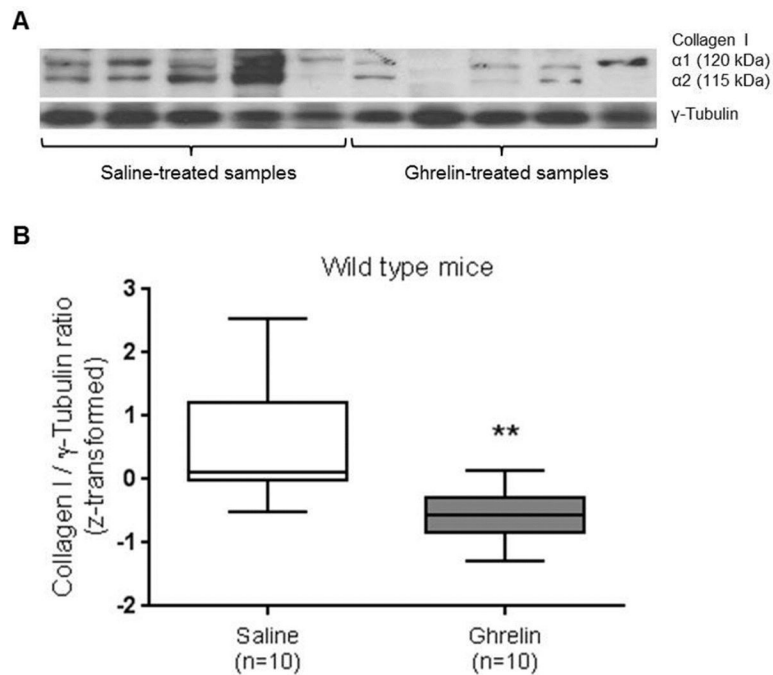 A
Collagen I
α1 (120 kDa)
α2 (115 kDa)
γ-Tubulin
Saline-treated samples
Ghrelin-treated samples
B
Wild type mice
Collagen I / γ-Tubulin ratio
(z-transformed)
3
2
1
0
-1
-2
**
Saline
(n=10)
Ghrelin
(n=10)